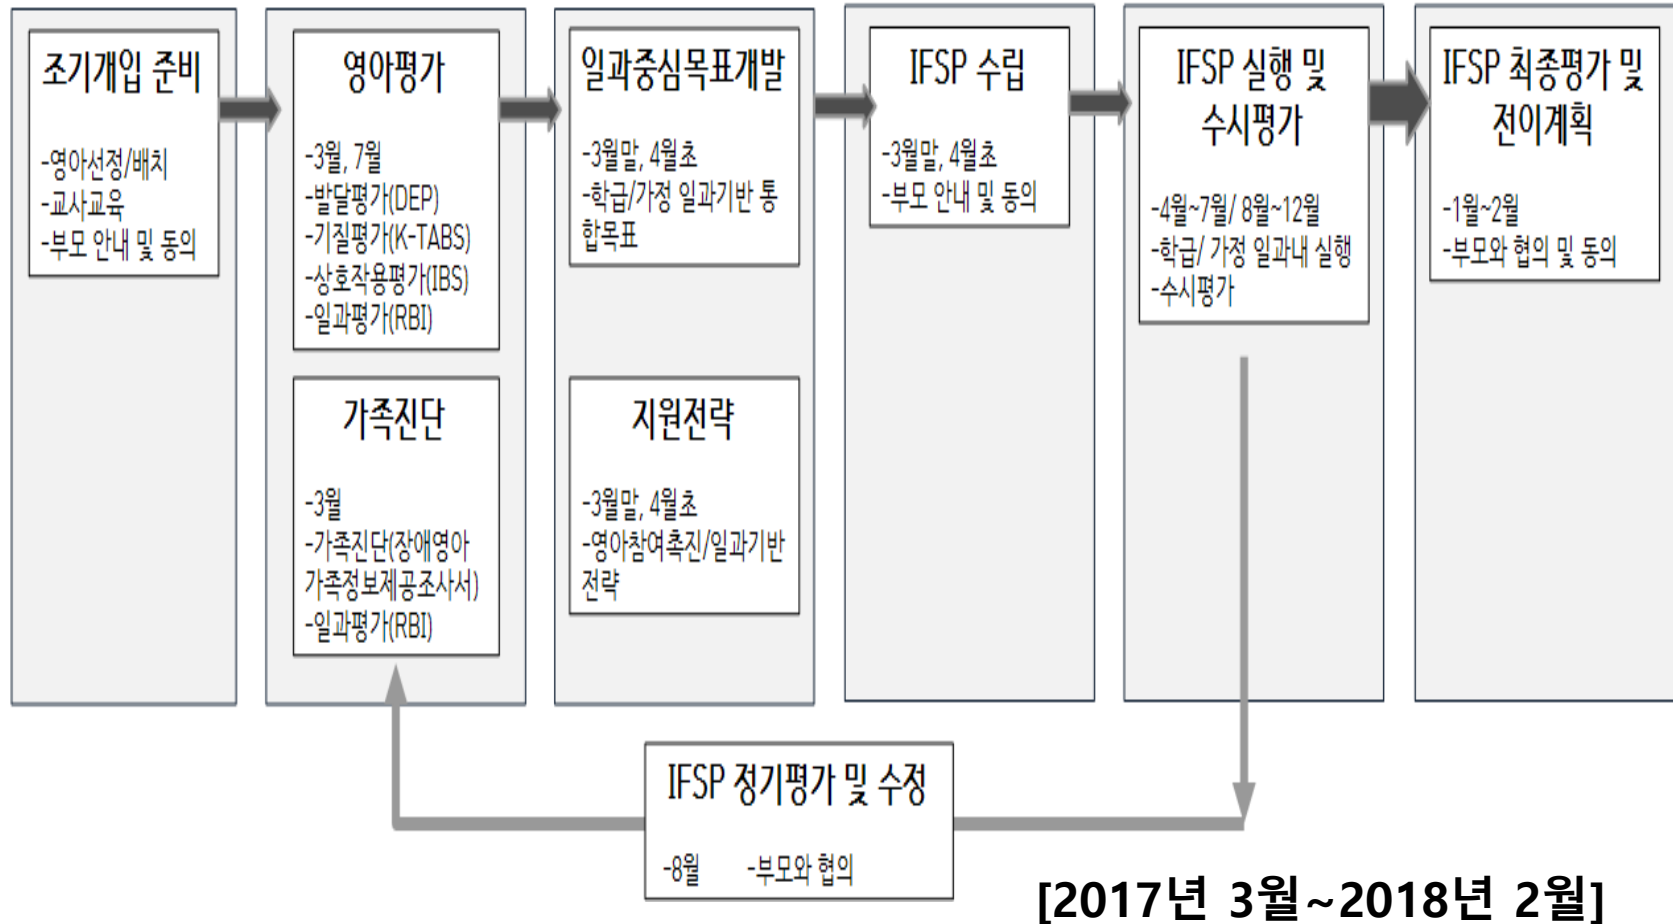 조기개입 준비
-영아선정/배치
-교사교육
-부모 안내 및 동의
영아평가
-3월, 7월
-발달평가(DEP)
-기질평가(K-TABS)
-상호작용평가(IBS)
-일과평가(RBI)
가족진단
-3월
-가족진단(장애영아
가족정보제공조사서)
-일과평가(RBI)
일과중심목표개발
-3월말, 4월초
-학급/가정 일과기반 통
합목표
지원전략
-3월말, 4월초
-영아참여촉진/일과기반
전략
IFSP 수립
-3월말, 4월초
-부모 안내 및 동의
IFSP 실행 및
수시평가
-4월~7월/ 8월~12월
-학급/ 가정 일과내 실행
-수시평가
IFSP 최종평가 및
전이계획
-1월~2월
-부모와 협의 및 동의
IFSP 정기평가 및 수정
-8월 -부모와 협의
[2017년 3월~2018년 2월]